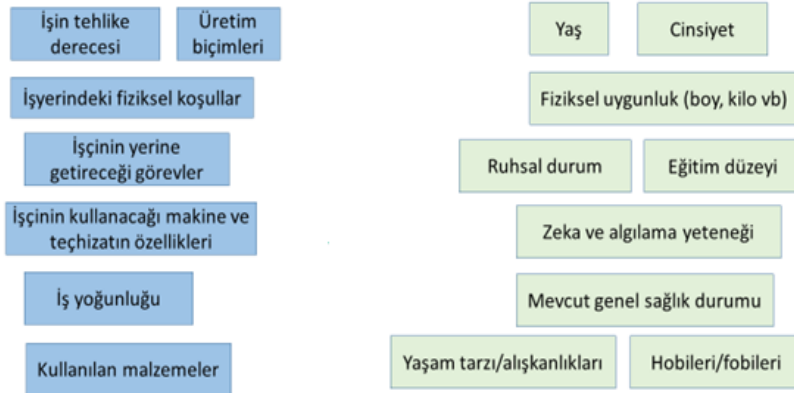 İşin tehlike
derecesi
Üretim
biçimleri
İşyerindeki fiziksel koşullar
İşçinin yerine
getireceği görevler
İşçinin kullanacağı makine ve
teçhizatın özellikleri
İş yoğunluğu
Kullanılan malzemeler
Yaş
Cinsiyet
Fiziksel uygunluk (boy, kilo vb)
Ruhsal durum
Eğitim düzeyi
Zeka ve algılama yeteneği
Mevcut genel sağlık durumu
Yaşam tarzı/alışkanlıkları
Hobileri/fobileri